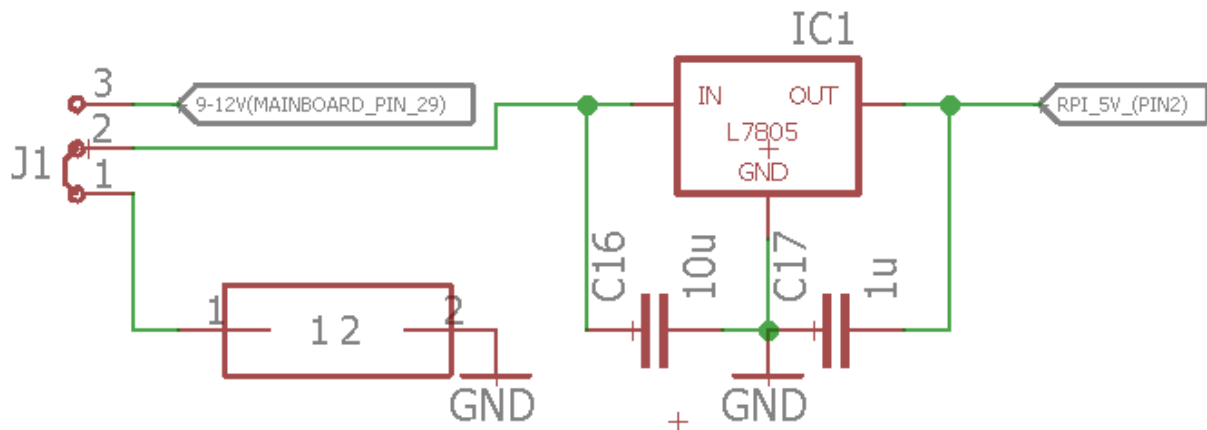 IC1
3
9-12V(MAINBOARD_PIN_29)
IN
OUT
RPI_5V_(PIN2)
2
L7805
J1
1
GND
C16
10u
C17
1u
1
1 2
2
GND
GND